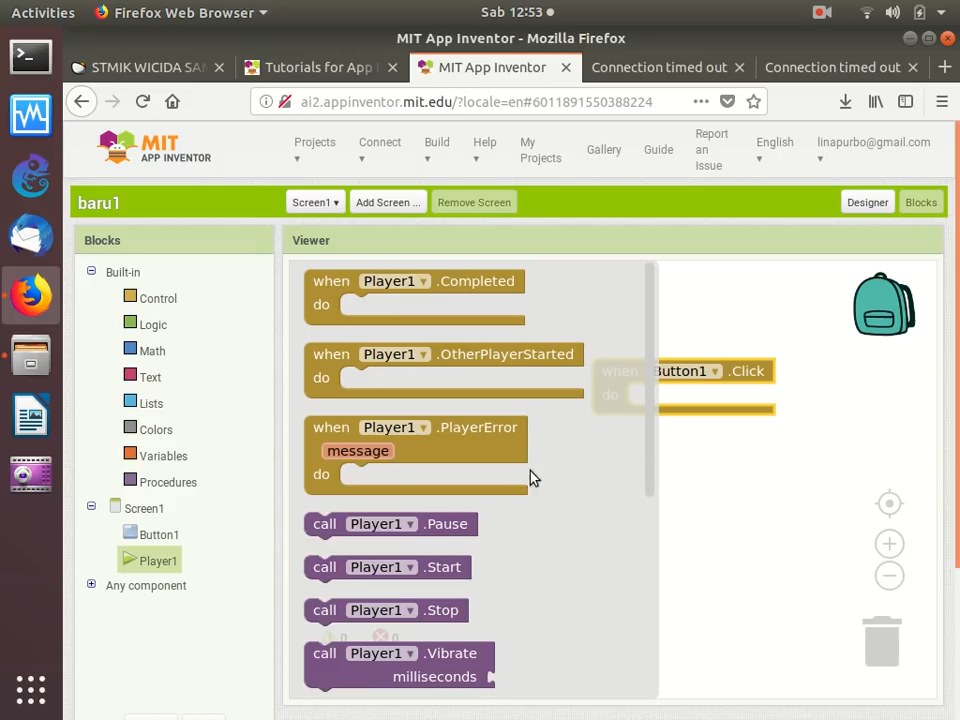 Activities Firefox Web Browser Sab 12:53
MIT App Inventor - Mozilla Firefox
STMIK WICIDA SAM Tutorials for App I MIT App Inventor Connection timed out Connection timed out
ai2.appinventor.mit.edu/?locale=en#6011891550388224
MIT
APP INVENTOR
Projects
Connect
Build
Help
My
Projects
Gallery
Guide
Report
an
Issue
English
linapurbo@gmail.com
baru1 Screen1 Add Screen ... Remove Screen Designer Blocks
Blocks
Viewer
Built-in
Control
Logic
Math
Text
Lists
Colors
Variables
Procedures
Screen1
Button1
Player1
Any component
when Player1 .Completed
do
when Player1 .OtherPlayerStarted
do
when Player1 .PlayerError
message
do
call Player1 .Pause
call Player1 .Start
call Player1 .Stop
0 0
call Player1 .Vibrate
milliseconds
when Button1 .Click
do